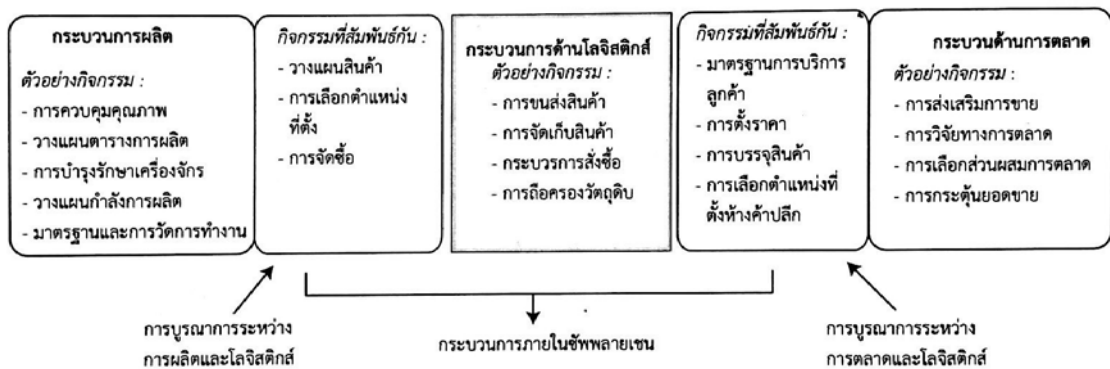 กระบวนการผลิต
ตัวอย่างกิจกรรม :
- การควบคุมคุณภาพ
- วางแผนตารางการผลิต
- การบำรุงรักษาเครื่องจักร
- วางแผนกำลังการผลิต
- มาตรฐานและการวัดการทำงาน
กิจกรรมที่สัมพันธ์กัน :
- วางแผนสินค้า
- การเลือกตำแหน่ง
ที่ตั้ง
- การจัดซื้อ
กระบวนการด้านโลจิสติกส์
ตัวอย่างกิจกรรม :
- การขนส่งสินค้า
- การจัดเก็บสินค้า
- กระบวรการสั่งซื้อ
- การถือครองวัตถุดิบ
กิจกรรมที่สัมพันธ์กัน :
- มาตรฐานการบริการ
ลูกค้า
- การตั้งราคา
- การบรรจุสินค้า
- การเลือกตำแหน่งที่
ตั้งห้างค้าปลีก
กระบวนด้านการตลาด
ตัวอย่างกิจกรรม :
- การส่งเสริมการขาย
- การวิจัยทางการตลาด
- การเลือกส่วนผสมการตลาด
- การกระตุ้นยอดขาย
การบูรณาการระหว่าง
การผลิตและโลจิสติกส์
กระบวนการภายในซัพพลายเชน
การบูรณาการระหว่าง
การตลาดและโลจิสติกส์